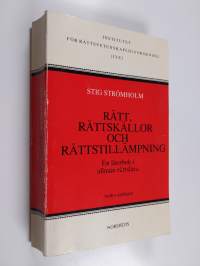 INSTITUTET
FÖR RÄTTSVETENSKAPLIG FORSKNING
STIG STRÖMHOLM
RÄTT,
RÄTTSKÄLLOR
OCH
RÄTTSTILLÄMPNING
En lärobok i
allmän rättslära
NORSTEDTS